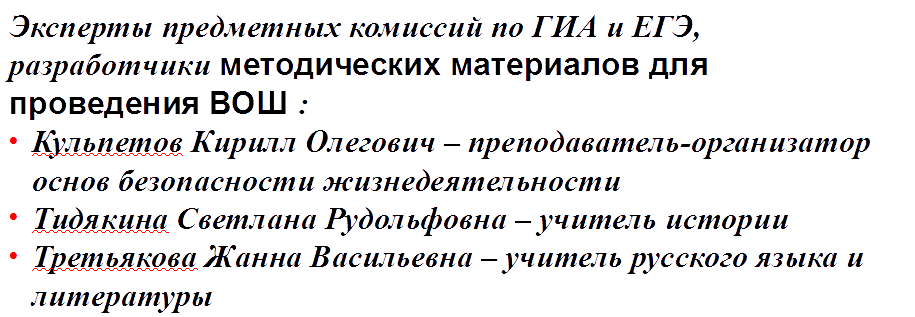 Эксперты предметных комиссий по ГИА и ЕГЭ,
разработчики методических материалов для
проведения ВОШ :
• Кульпетов Кирилл Олегович – преподаватель-организатор
основ безопасности жизнедеятельности
• Тидякина Светлана Рудольфовна – учитель истории
• Третьякова Жанна Васильевна – учитель русского языка и
литературы